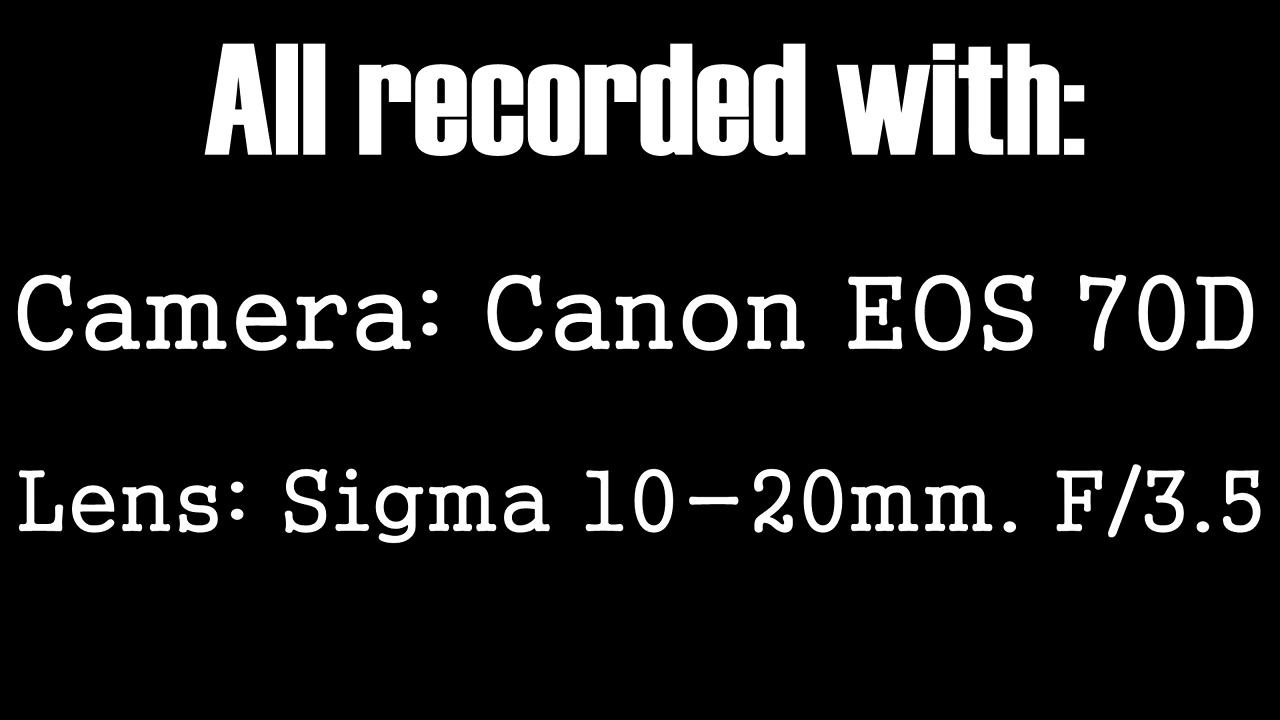 All recorded with:
Camera: Canon EOS 70D
Lens: Sigma 10-20mm. F/3.5